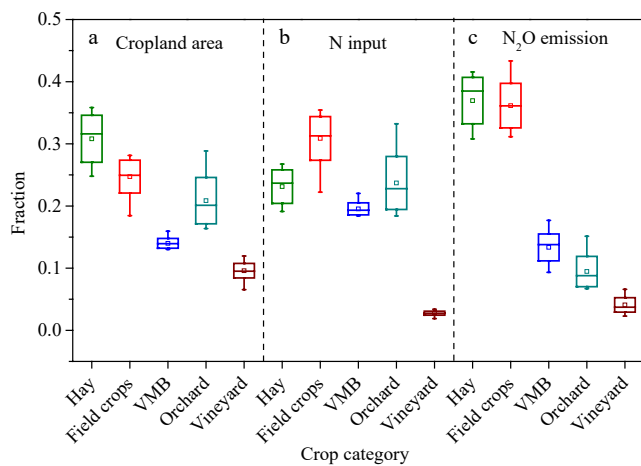 0.5
0.4
0.3
0.2
0.1
0.0
Fraction
a Cropland area
b N input
c N₂O emission
Hay
Field crops
VMB
Orchard
Vineyard
Hay
Field crops
VMB
Orchard
Vineyard
Hay
Field crops
VMB
Orchard
Vineyard
Crop category